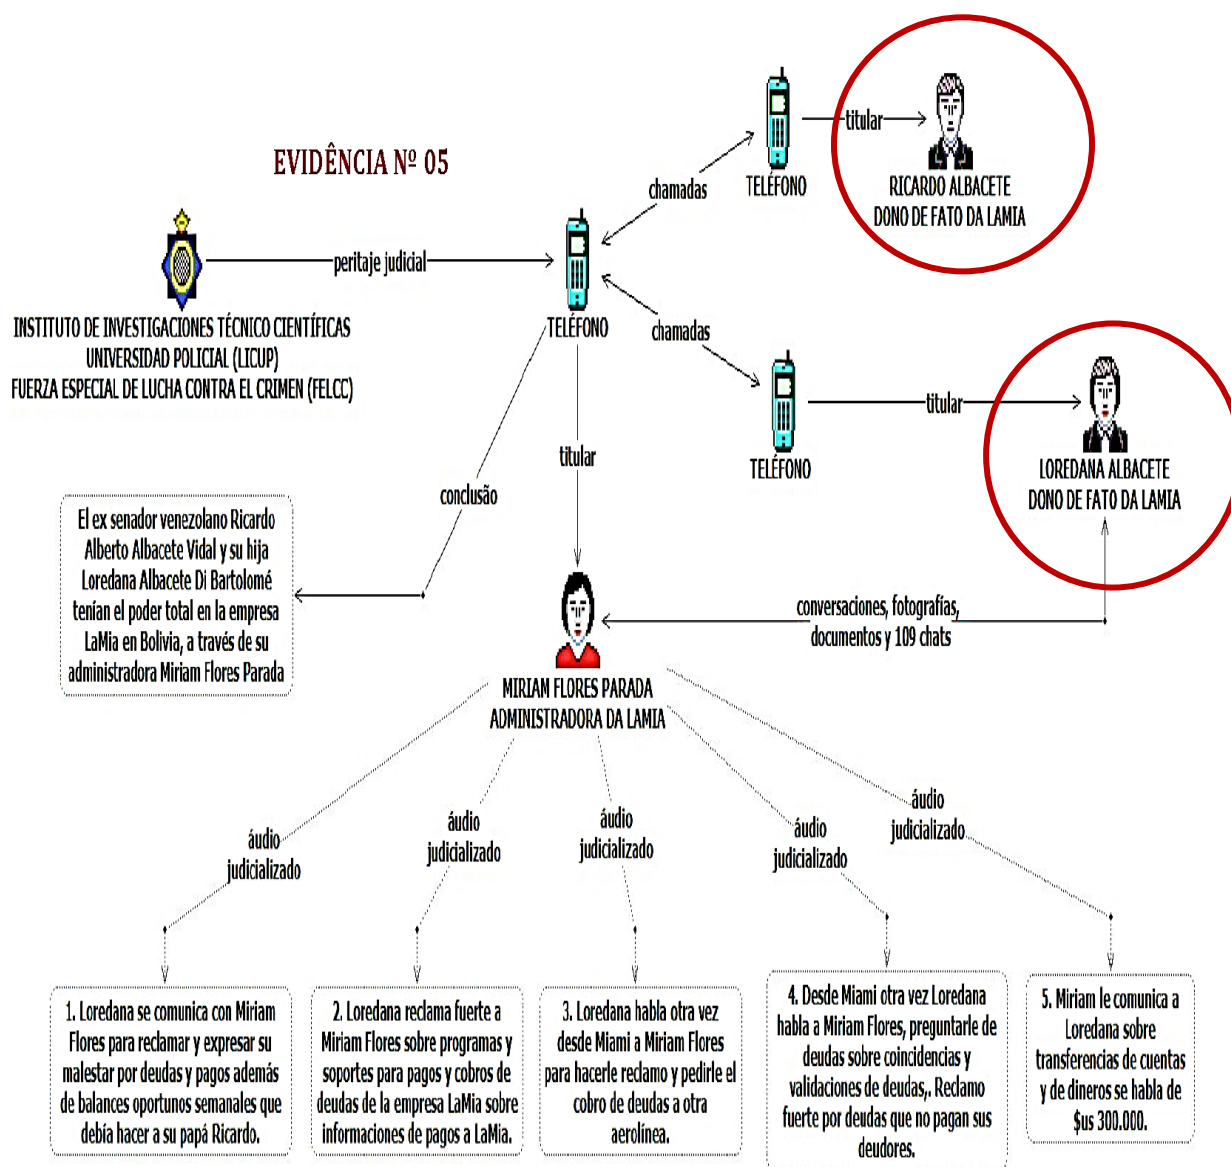 EVIDÊNCIA Nº 05
chamadas
TELÉFONO
titular
RICARDO ALBACETE
DONO DE FATO DA LAMIA
peritaje judicial
INSTITUTO DE INVESTIGACIONES TÉCNICO CIENTÍFICAS
UNIVERSIDAD POLICIAL (LICUP)
FUERZA ESPECIAL DE LUCHA CONTRA EL CRIMEN (FELCC)
TELÉFONO
chamadas
TELÉFONO
titular
LOREDANA ALBACETE
DONO DE FATO DA LAMIA
titular
conclusão
El ex senador venezolano Ricardo
Alberto Albacete Vidal y su hija
Loredana Albacete Di Bartolomé
tenían el poder total en la empresa
LaMia en Bolivia, a través de su
administradora Miriam Flores Parada
conversaciones, fotografías,
documentos y 109 chats
MIRIAM FLORES PARADA
ADMINISTRADORA DA LAMIA
áudio
judicializado
áudio
judicializado
áudio
judicializado
áudio
judicializado
áudio
judicializado
1. Loredana se comunica con Miriam
Flores para reclamar y expresar su
malestar por deudas y pagos además
de balances oportunos semanales que
debía hacer a su papá Ricardo.
2. Loredana reclama fuerte a
Miriam Flores sobre programas y
soportes para pagos y cobros de
deudas de la empresa LaMia sobre
informaciones de pagos a LaMia.
3. Loredana habla otra vez
desde Miami a Miriam Flores
para hacerle reclamo y pedirle el
cobro de deudas a otra
aerolínea.
4. Desde Miami otra vez Loredana
habla a Miriam Flores, preguntarle de
deudas sobre coincidencias y
validaciones de deudas,. Reclamo
fuerte por deudas que no pagan sus
deudores.
5. Miriam le comunica a
Loredana sobre
transferencias de cuentas
y de dineros se habla de
$us 300.000.